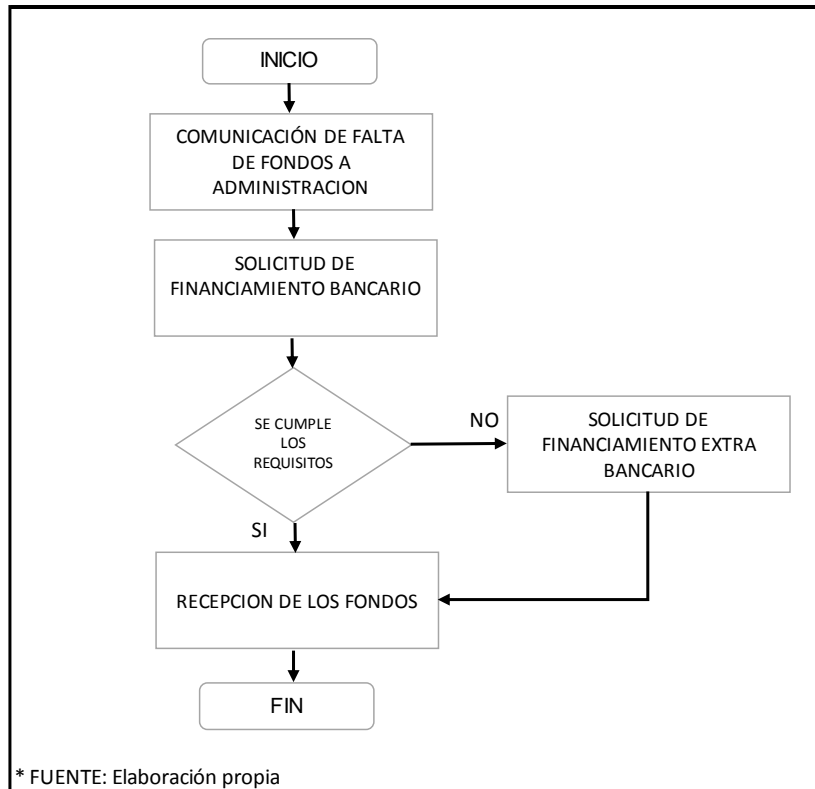 INICIO
COMUNICACIÓN DE FALTA
DE FONDOS A
ADMINISTRACION
SOLICITUD DE
FINANCIAMIENTO BANCARIO
SE CUMPLE
LOS
REQUISITOS
NO
SOLICITUD DE
FINANCIAMIENTO EXTRA
BANCARIO
SI
RECEPCION DE LOS FONDOS
FIN
* FUENTE: Elaboración propia